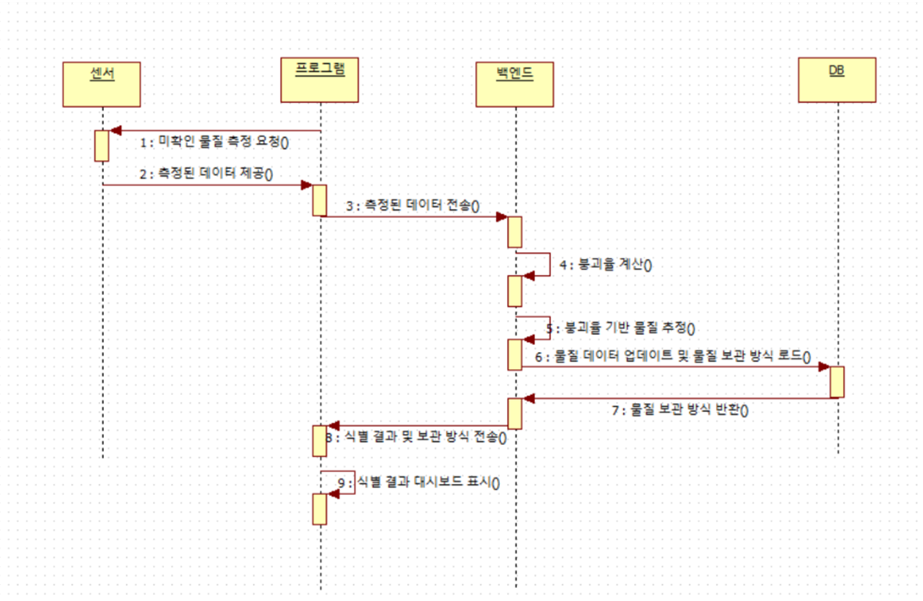 센서
프로그램
백엔드
DB
1 : 미확인 물질 측정 요청()
2 : 측정된 데이터 제공()
3 : 측정된 데이터 전송()
4 : 붕괴율 계산()
5 : 붕괴율 기반 물질 추정()
6 : 물질 데이터 업데이트 및 물질 보관 방식 로드()
7 : 물질 보관 방식 반환()
8 : 식별 결과 및 보관 방식 전송()
9 : 식별 결과 대시보드 표시()